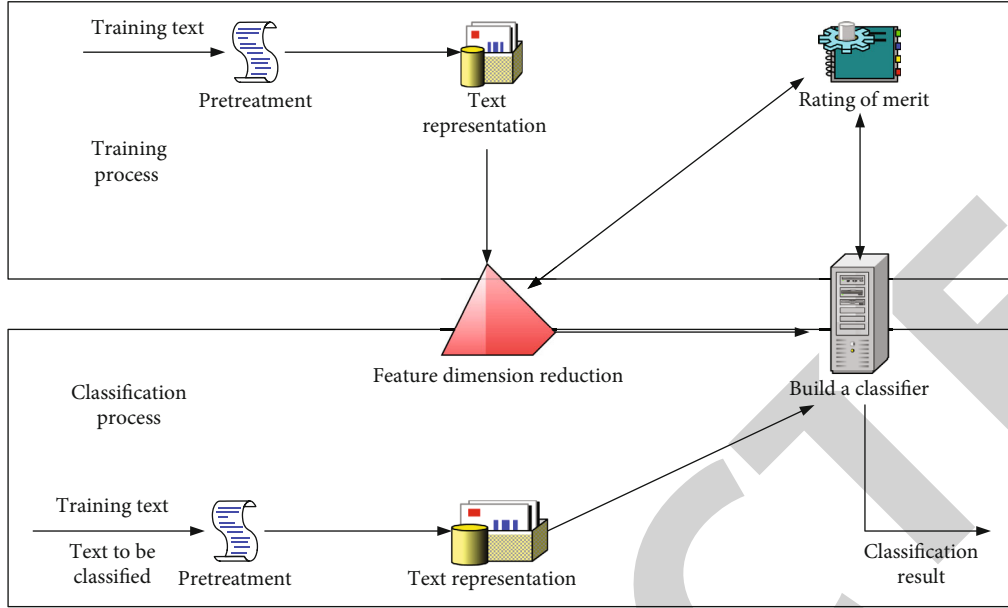 Training text
Pretreatment
Text
representation
Rating of merit
Training
process
Feature dimension reduction
Build a classifier
Classification
process
Training text
Text to be
classified
Pretreatment
Text representation
Classification
result